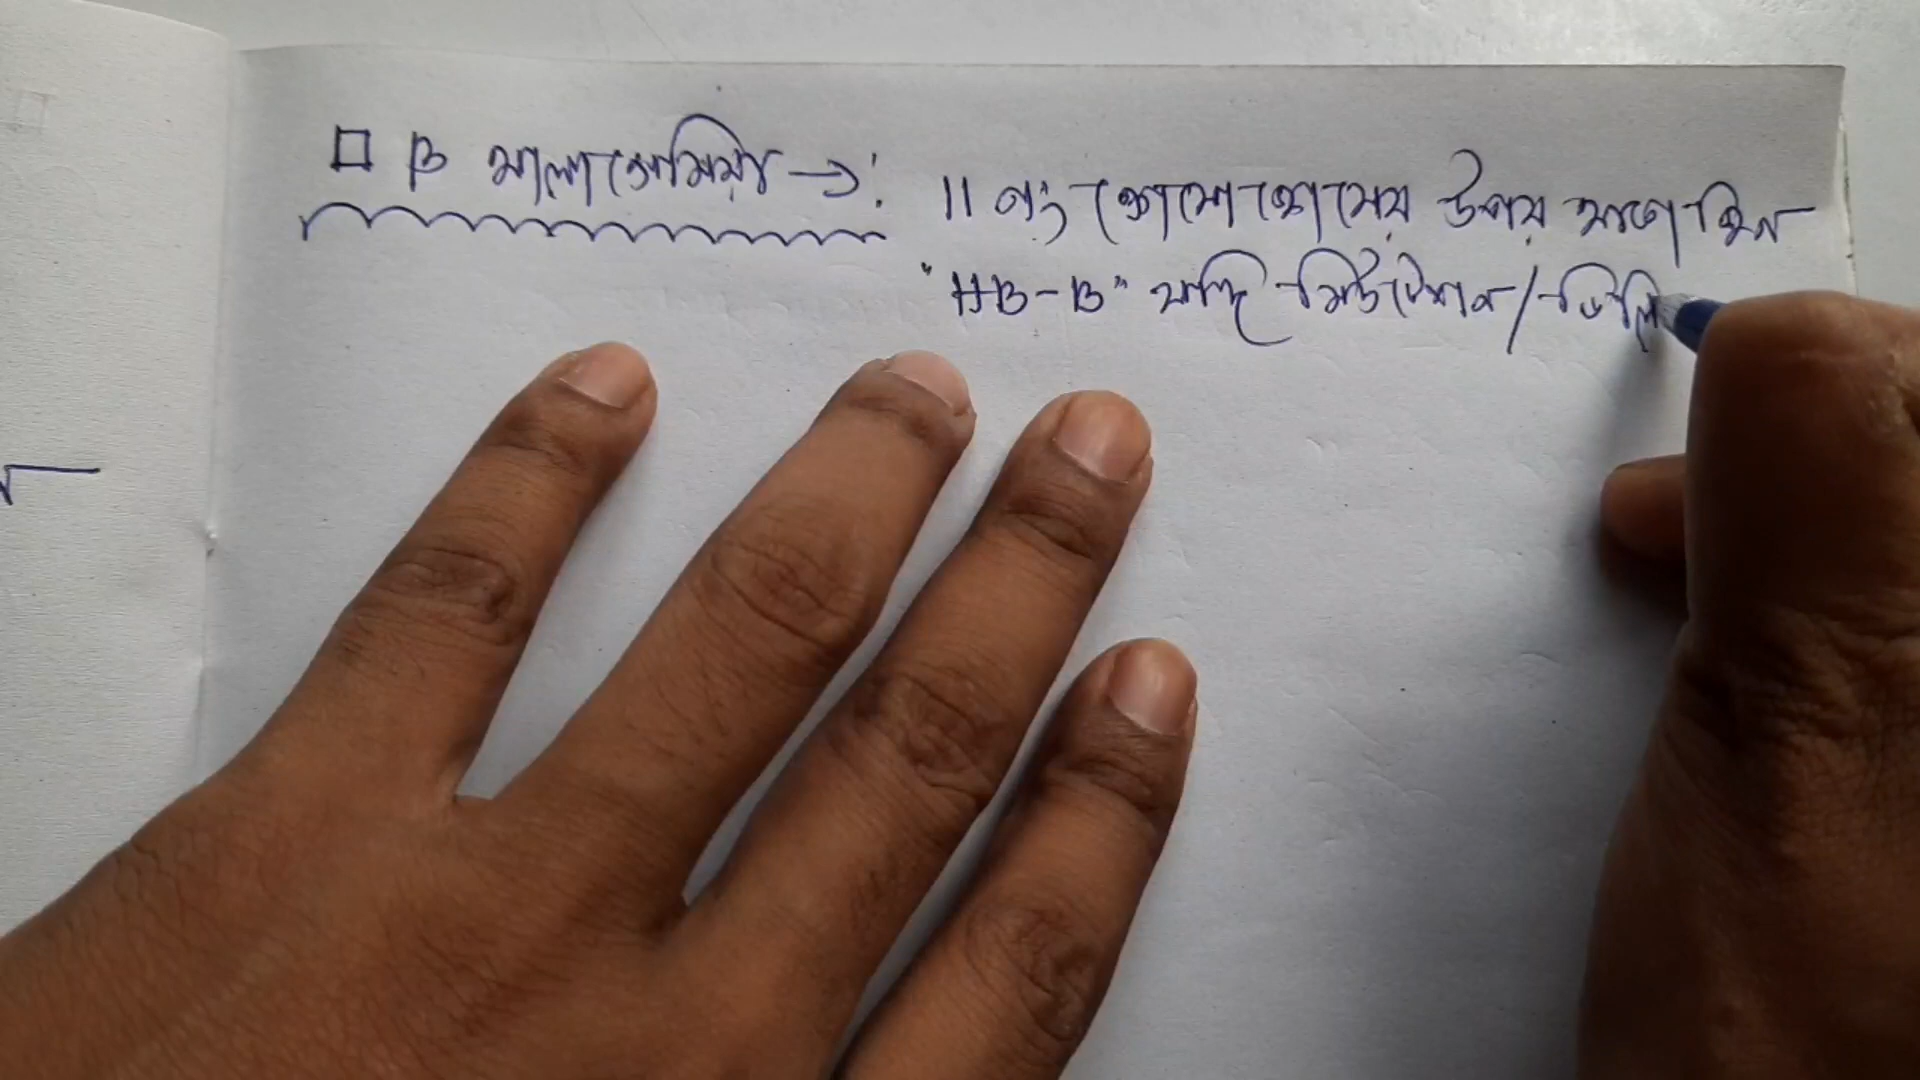 □ β থ্যালাসেমিয়া →:
11 নং ক্রোমোজোমের উপর অবস্থিত জিন
"HB-B" যদি মিউটেশন/ডিলি